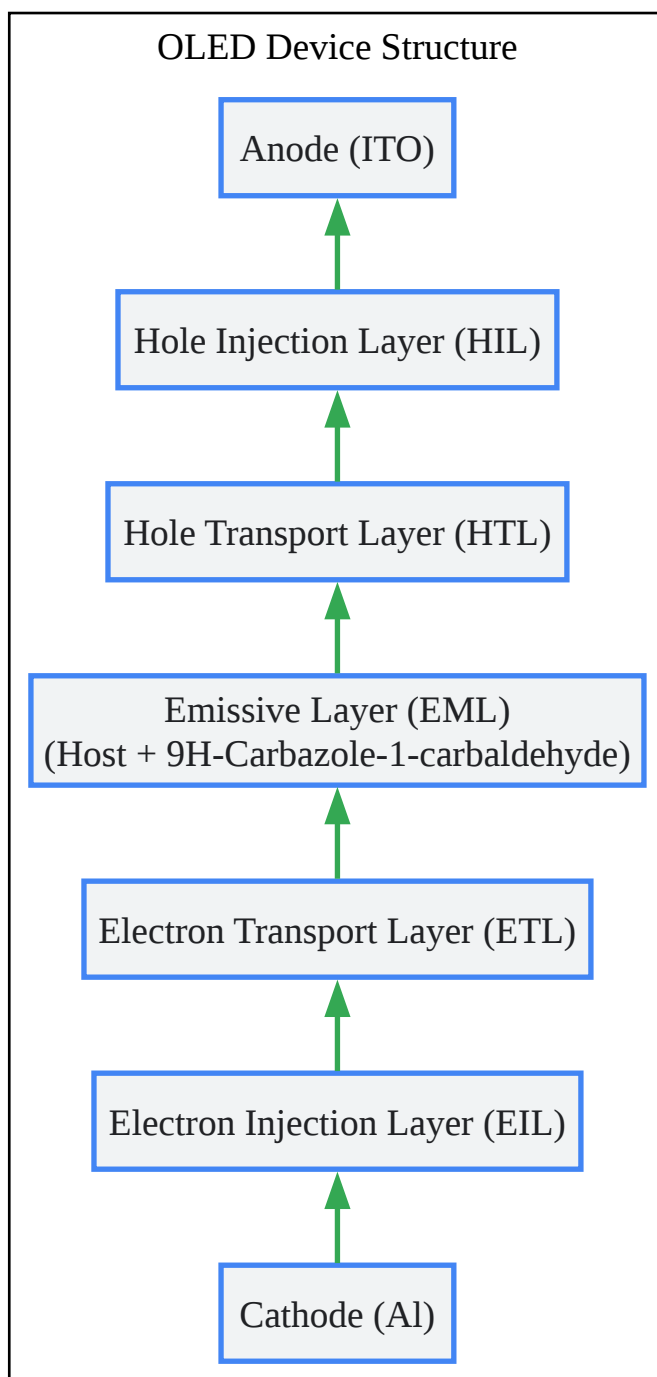 OLED Device Structure
Anode (ITO)
Hole Injection Layer (HIL)
Hole Transport Layer (HTL)
Emissive Layer (EML)
(Host + 9H-Carbazole-1-carbaldehyde)
Electron Transport Layer (ETL)
Electron Injection Layer (EIL)
Cathode (Al)